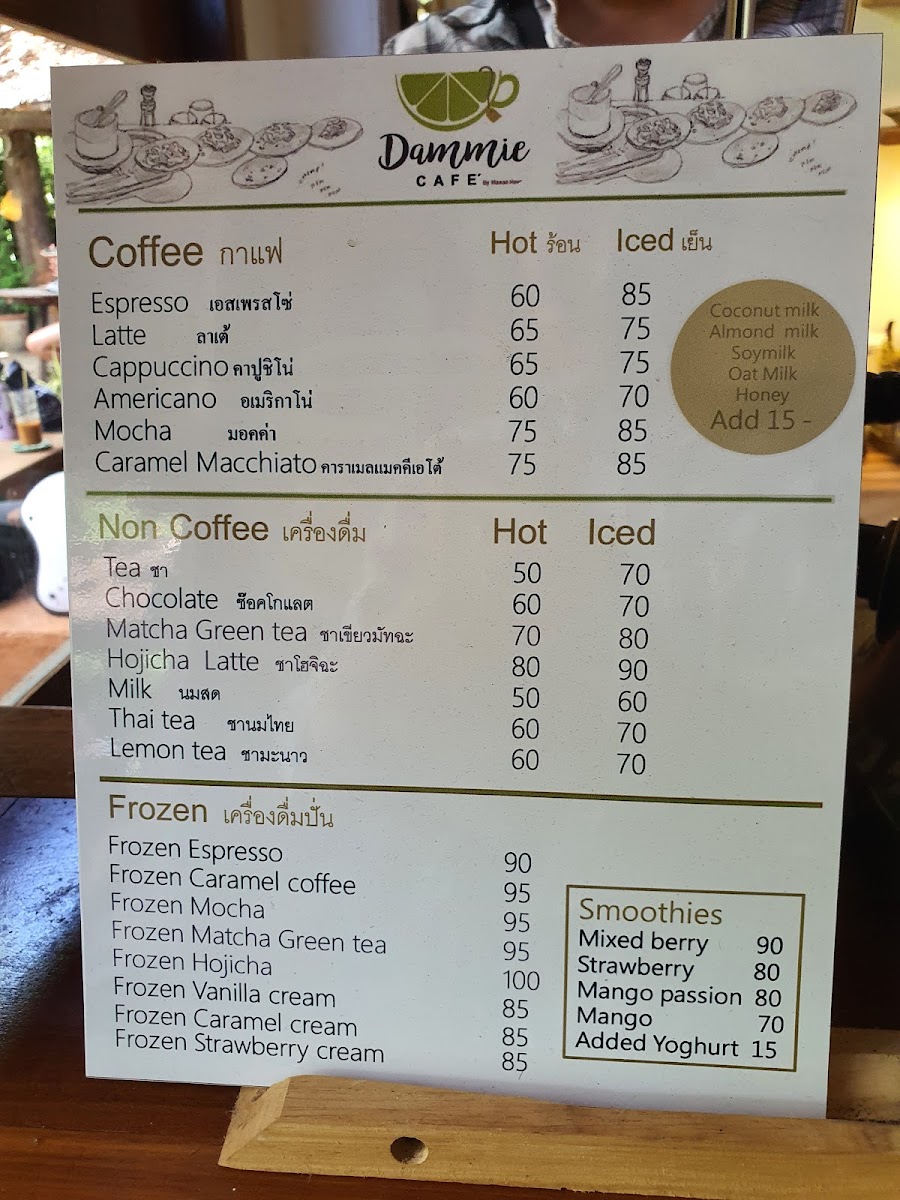 Dammie
CAFE
Coffee กาแฟ Hot ร้อน Iced เย็น
Espresso เอสเพรสโซ่ 60 85
Latte ลาเต้ 65 75
Cappuccino คาปูชิโน่ 65 75
Americano อเมริกาโน่ 60 70
Mocha มอคค่า 75 85
Caramel Macchiato คาราเมลแมคคีเอโต้ 75 85
Coconut milk
Almond milk
Soymilk
Oat Milk
Honey
Add 15 -
Non Coffee เครื่องดื่ม Hot Iced
Tea ชา 50 70
Chocolate ช๊อคโกแลต 60 70
Matcha Green tea ชาเขียวมัทฉะ 70 80
Hojicha Latte ชาโฮจิฉะ 80 90
Milk นมสด 50 60
Thai tea ชานมไทย 60 70
Lemon tea ชามะนาว 60 70
Frozen เครื่องดื่มปั่น
Frozen Espresso 90
Frozen Caramel coffee 95
Frozen Mocha 95
Frozen Matcha Green tea 95
Frozen Hojicha 100
Frozen Vanilla cream 85
Frozen Caramel cream 85
Frozen Strawberry cream 85
Smoothies
Mixed berry 90
Strawberry 80
Mango passion 80
Mango 70
Added Yoghurt 15